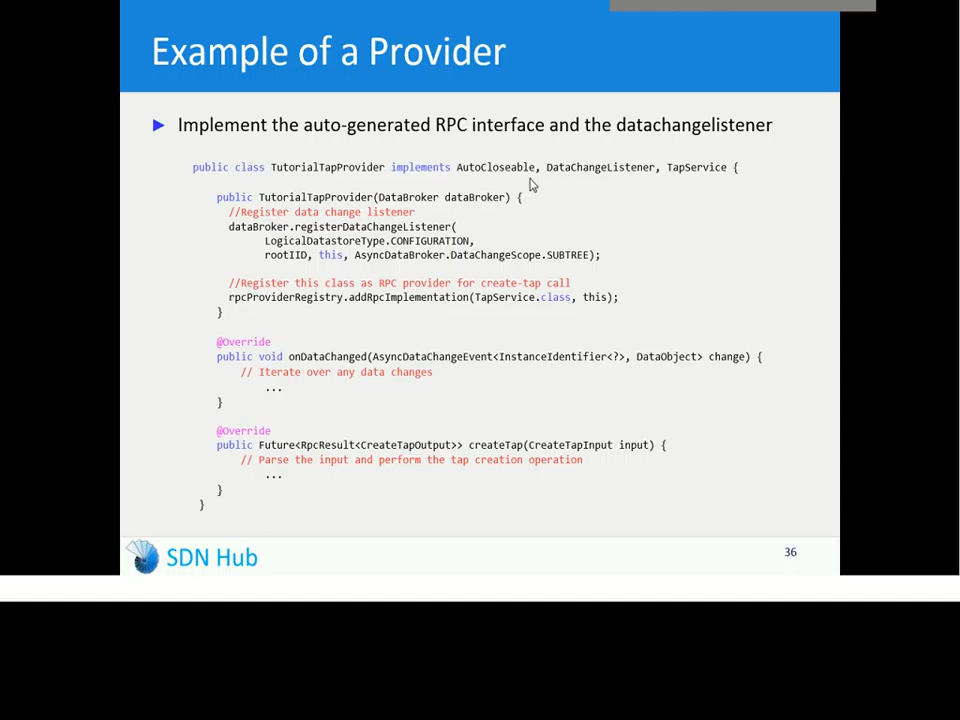 Example of a Provider
► Implement the auto-generated RPC interface and the datachangelistener
public class TutorialTapProvider implements AutoCloseable, DataChangeListener, TapService {
public TutorialTapProvider(DataBroker dataBroker) {
//Register data change listener
dataBroker.registerDataChangeListener(
LogicalDatastoreType.CONFIGURATION,
rootIID, this, AsyncDataBroker.DataChangeScope.SUBTREE);
//Register this class as RPC provider for create-tap call
rpcProviderRegistry.addRpcImplementation(TapService.class, this);
}
@Override
public void onDataChanged(AsyncDataChangeEvent<InstanceIdentifier<?>, DataObject> change) {
// Iterate over any data changes
...
}
@Override
public Future<RpcResult<CreateTapOutput>> createTap(CreateTapInput input) {
// Parse the input and perform the tap creation operation
...
}
}
SDN Hub
36